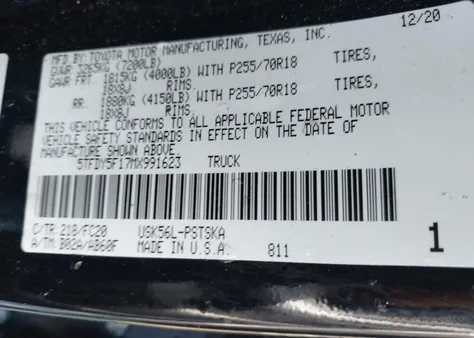 12/20
MFD BY: TOYOTA MOTOR MANUFACTURING, TEXAS, INC.
GVWR 3265KG (7200LB)
GAWR FRT. 1815KG (4000LB) WITH P255/70R18 TIRES,
18X8J RIMS.
RR. 1880KG (4150LB) WITH P255/70R18 TIRES,
18X8J RIMS.
THIS VEHICLE CONFORMS TO ALL APPLICABLE FEDERAL MOTOR
VEHICLE SAFETY STANDARDS IN EFFECT ON THE DATE OF
MANUFACTURE SHOWN ABOVE.
5TFDY5F17MX991623 TRUCK
C/TR: 218/FC20 USK56L-PSTSKA
A/TM: B02A/AB60F MADE IN U.S.A. 811
1